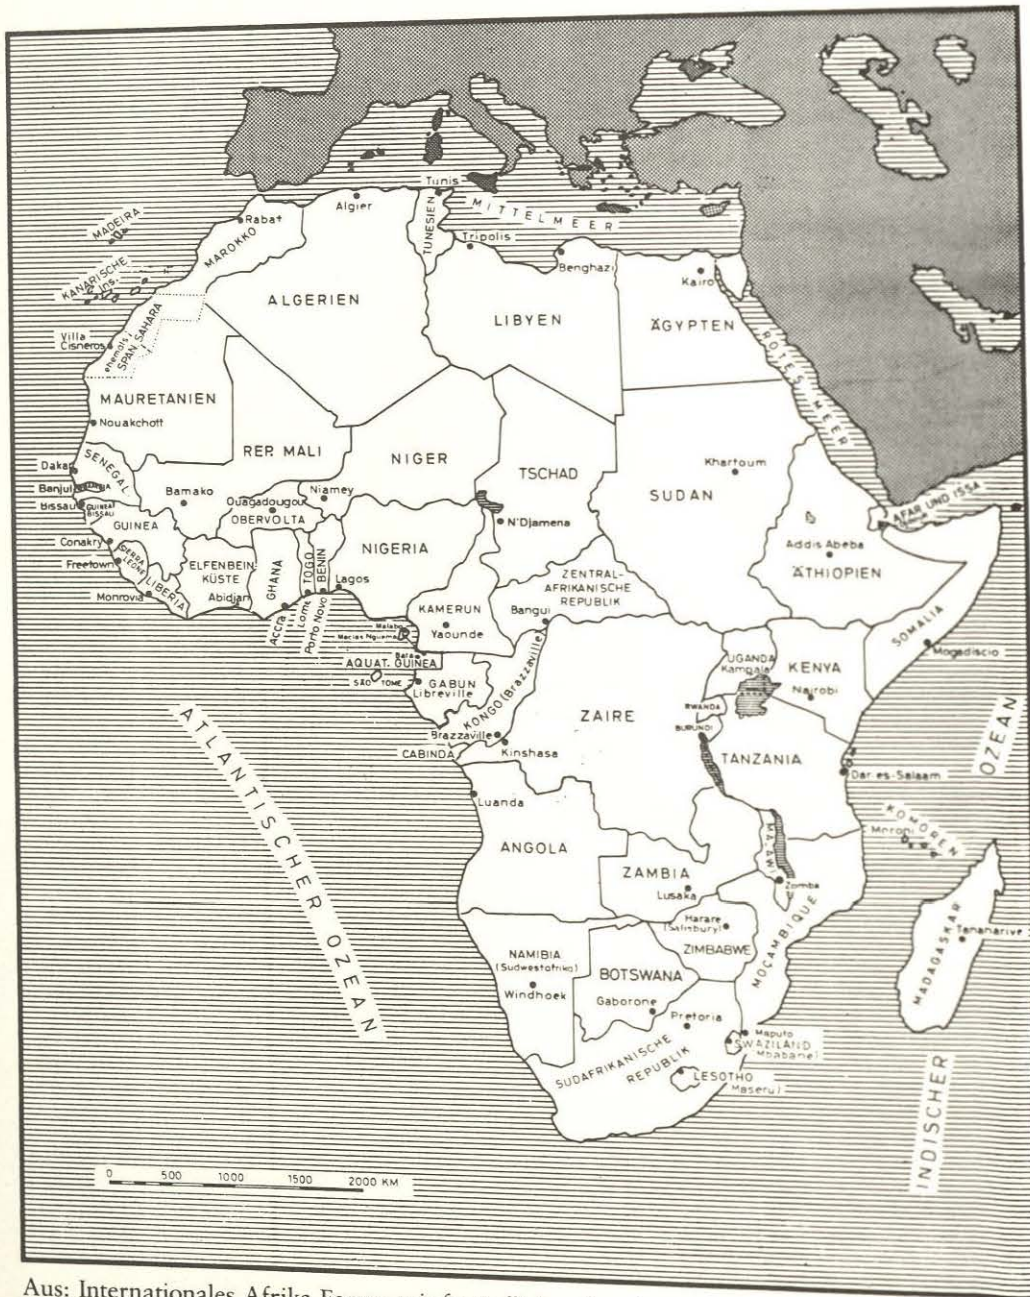 MADEIRA
KANARISCHE
Ins.
Tunis
Algier
Rabat
MAROKKO
TUNESIEN
MITTELMEER
Tripolis
Benghazi
Kairo
ALGERIEN
LIBYEN
ÄGYPTEN
ROTES MEER
Villa
Cisneros
ehemals
SPAN. SAHARA
MAURETANIEN
Nouakchott
REP. MALI
NIGER
TSCHAD
SUDAN
Khartoum
Dakar
SENEGAL
Banjul
GAMBIA
Bissau
GUINEA
BISSAU
Bamako
Ouagadougou
OBERVOLTA
Niamey
N'Djamena
AFAR UND ISSA
GUINEA
Conakry
Freetown
SIERRA
LEONE
Monrovia
LIBERIA
ELFENBEIN-
KÜSTE
Abidjan
GHANA
Accra
TOGO
Lomé
BENIN
Porto Novo
NIGERIA
Lagos
Addis Abeba
ÄTHIOPIEN
ZENTRAL-
AFRIKANISCHE
REPUBLIK
Bangui
KAMERUN
Yaounde
Malabo
Macias Nguema
Bata
ÄQUAT. GUINEA
SÃO TOME
GABUN
Libreville
KONGO (Brazzaville)
Brazzaville
CABINDA
Kinshasa
ZAIRE
UGANDA
Kampala
KENYA
Nairobi
SOMALIA
Mogadiscio
RWANDA
BURUNDI
TANZANIA
Dar es-Salaam
Luanda
ANGOLA
ZAMBIA
Lusaka
MALAWI
Zomba
KOMOREN
Moroni
MOÇAMBIQUE
MADAGASKAR
Tananarive
Harare
(Salisbury)
ZIMBABWE
NAMIBIA
(Südwestafrika)
Windhoek
BOTSWANA
Gaborone
Pretoria
Maputo
SWAZILAND
(Mbabane)
SÜDAFRIKANISCHE
REPUBLIK
LESOTHO
(Maseru)
ATLANTISCHER OZEAN
INDISCHER
OZEAN
0 500 1000 1500 2000 KM
Aus: Internationales Afrika